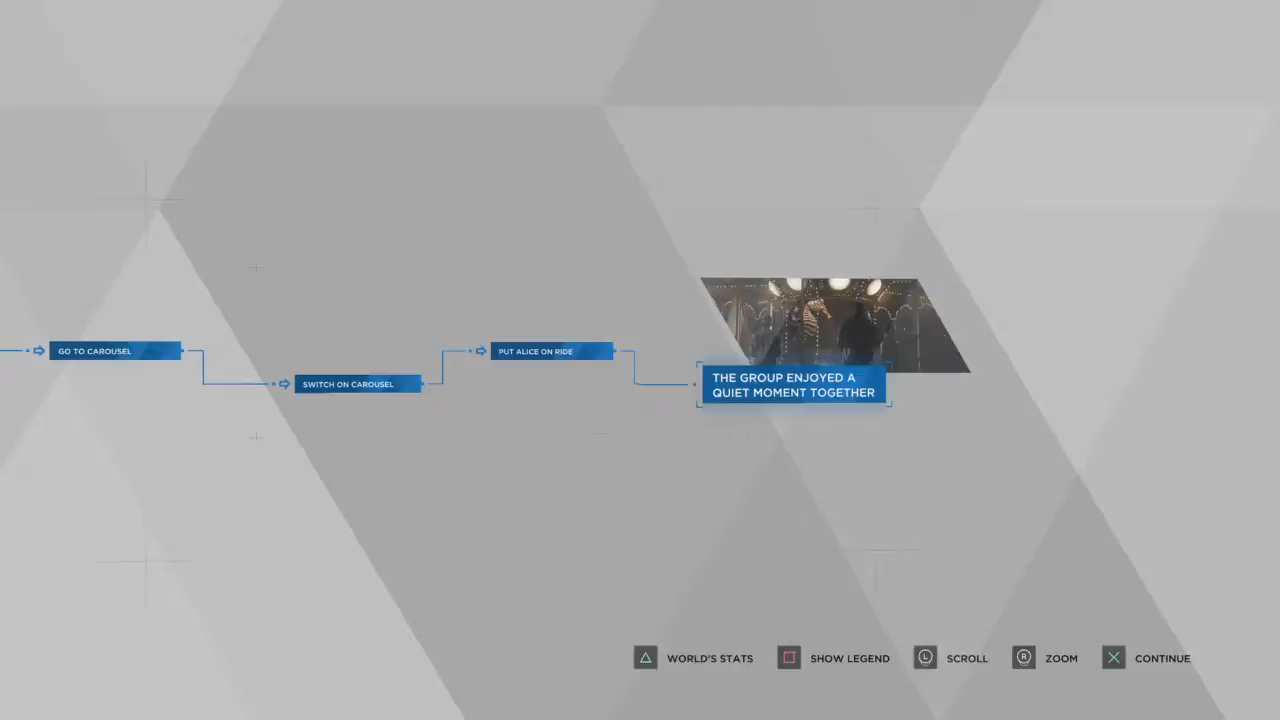 GO TO CAROUSEL
SWITCH ON CAROUSEL
PUT ALICE ON RIDE
THE GROUP ENJOYED A
QUIET MOMENT TOGETHER
WORLD'S STATS
SHOW LEGEND
L
SCROLL
R
ZOOM
CONTINUE